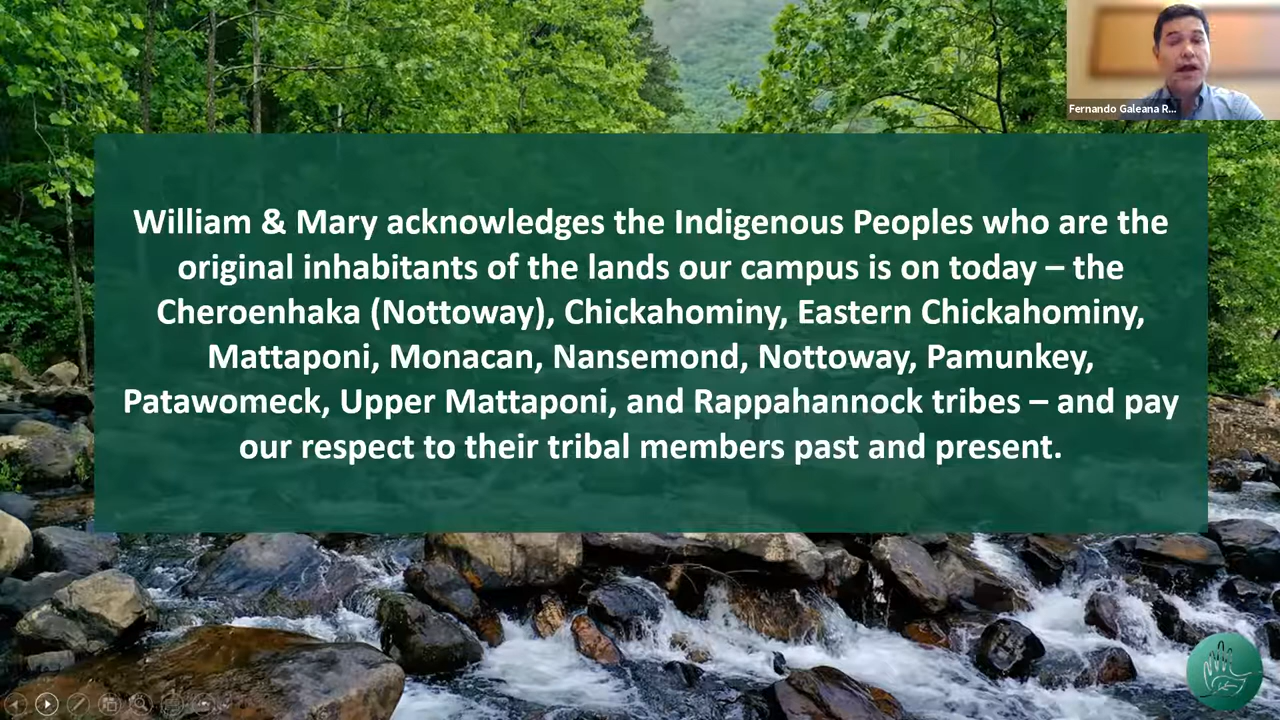 Fernando Galeana R...
William & Mary acknowledges the Indigenous Peoples who are the
original inhabitants of the lands our campus is on today – the
Cheroenhaka (Nottoway), Chickahominy, Eastern Chickahominy,
Mattaponi, Monacan, Nansemond, Nottoway, Pamunkey,
Patawomeck, Upper Mattaponi, and Rappahannock tribes – and pay
our respect to their tribal members past and present.